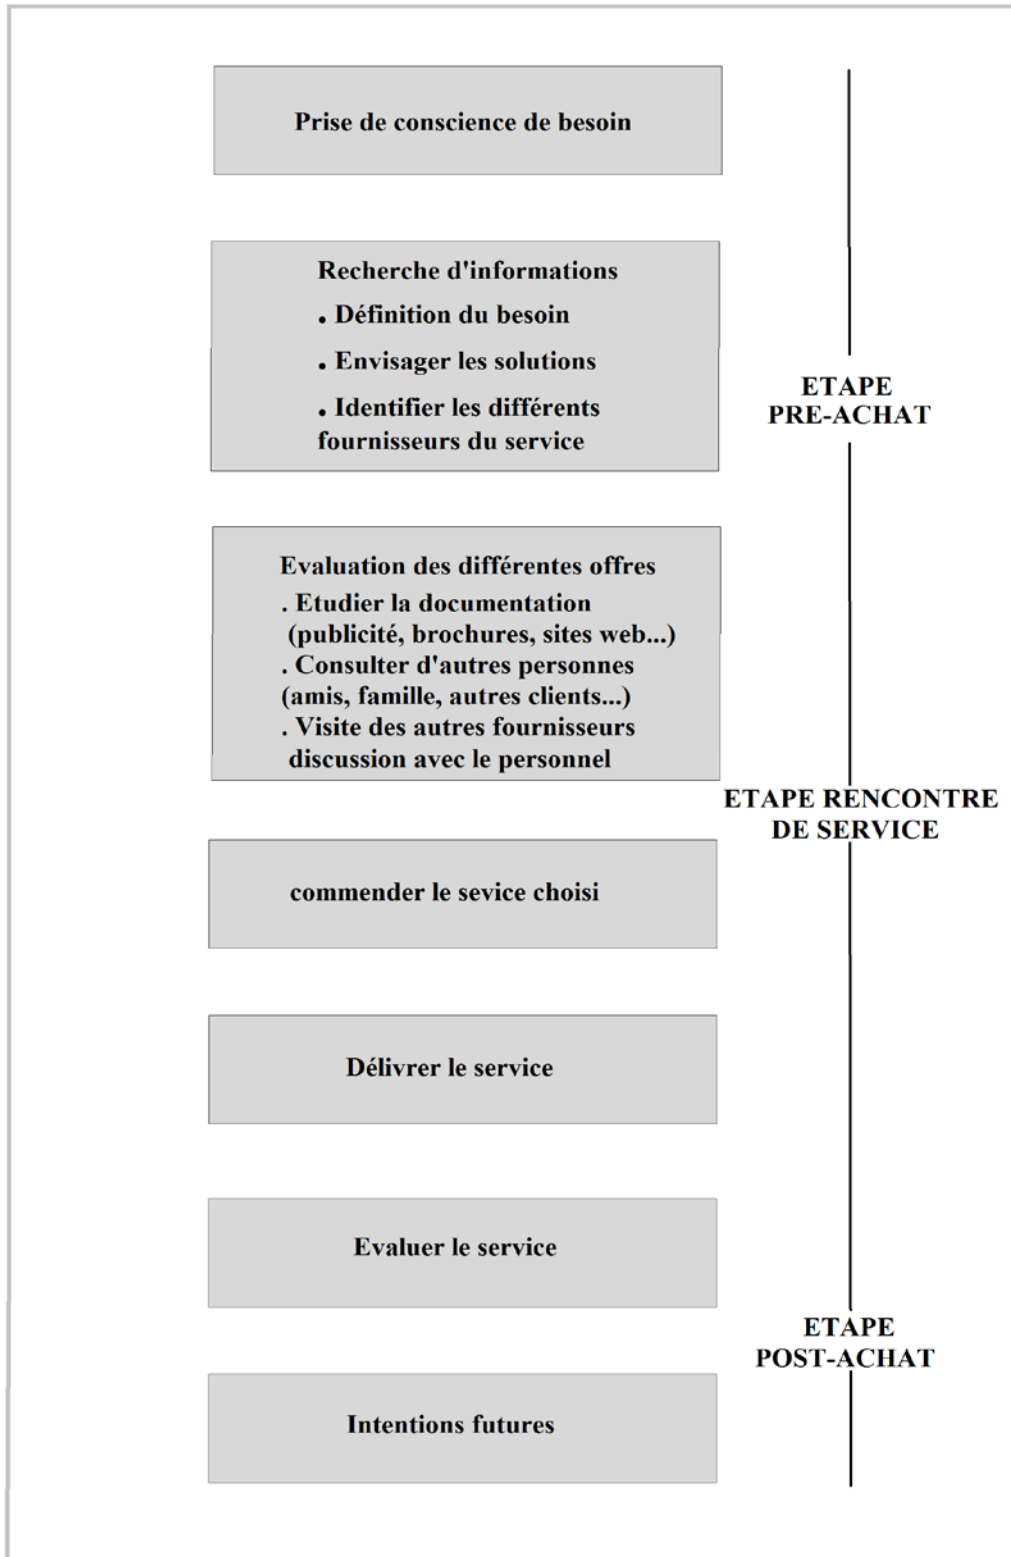 Prise de conscience de besoin
Recherche d'informations
. Définition du besoin
. Envisager les solutions
. Identifier les différents
fournisseurs du service
ETAPE
PRE-ACHAT
Evaluation des différentes offres
. Etudier la documentation
(publicité, brochures, sites web...)
. Consulter d'autres personnes
(amis, famille, autres clients...)
. Visite des autres fournisseurs
discussion avec le personnel
ETAPE RENCONTRE
DE SERVICE
commender le sevice choisi
Délivrer le service
Evaluer le service
ETAPE
POST-ACHAT
Intentions futures